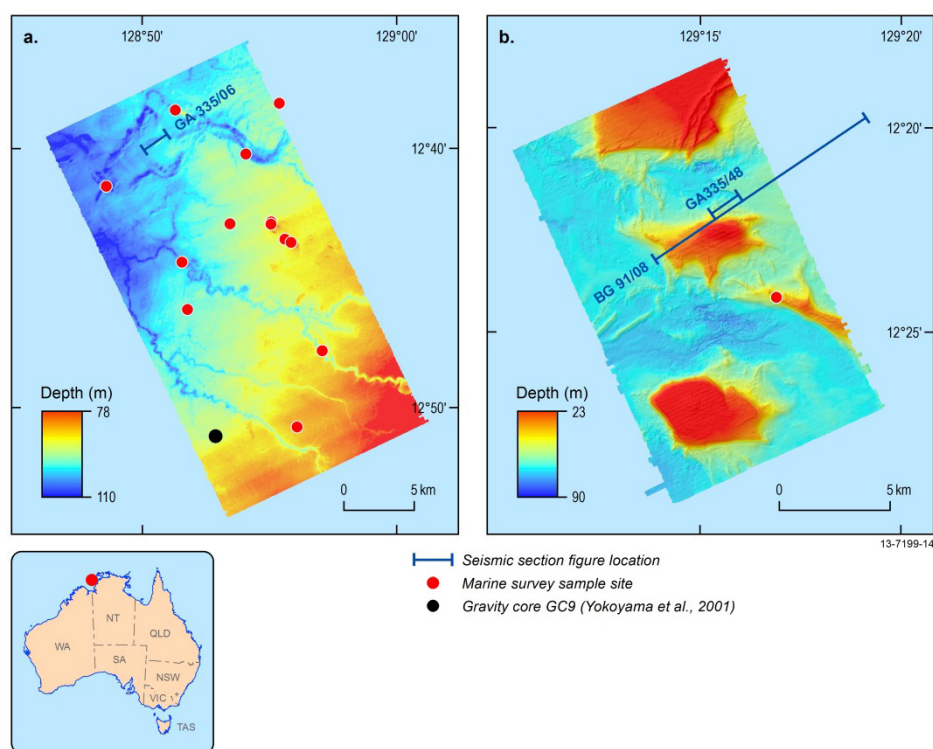 a.
128°50'
129°00'
GA 335/06
12°40'
12°50'
Depth (m)
78
110
0
5 km
b.
129°15'
129°20'
12°20'
GA335/48
BG 91/08
12°25'
Depth (m)
23
90
0
5 km
13-7199-14
Seismic section figure location
Marine survey sample site
Gravity core GC9 (Yokoyama et al., 2001)
WA
NT
QLD
SA
NSW
VIC
TAS